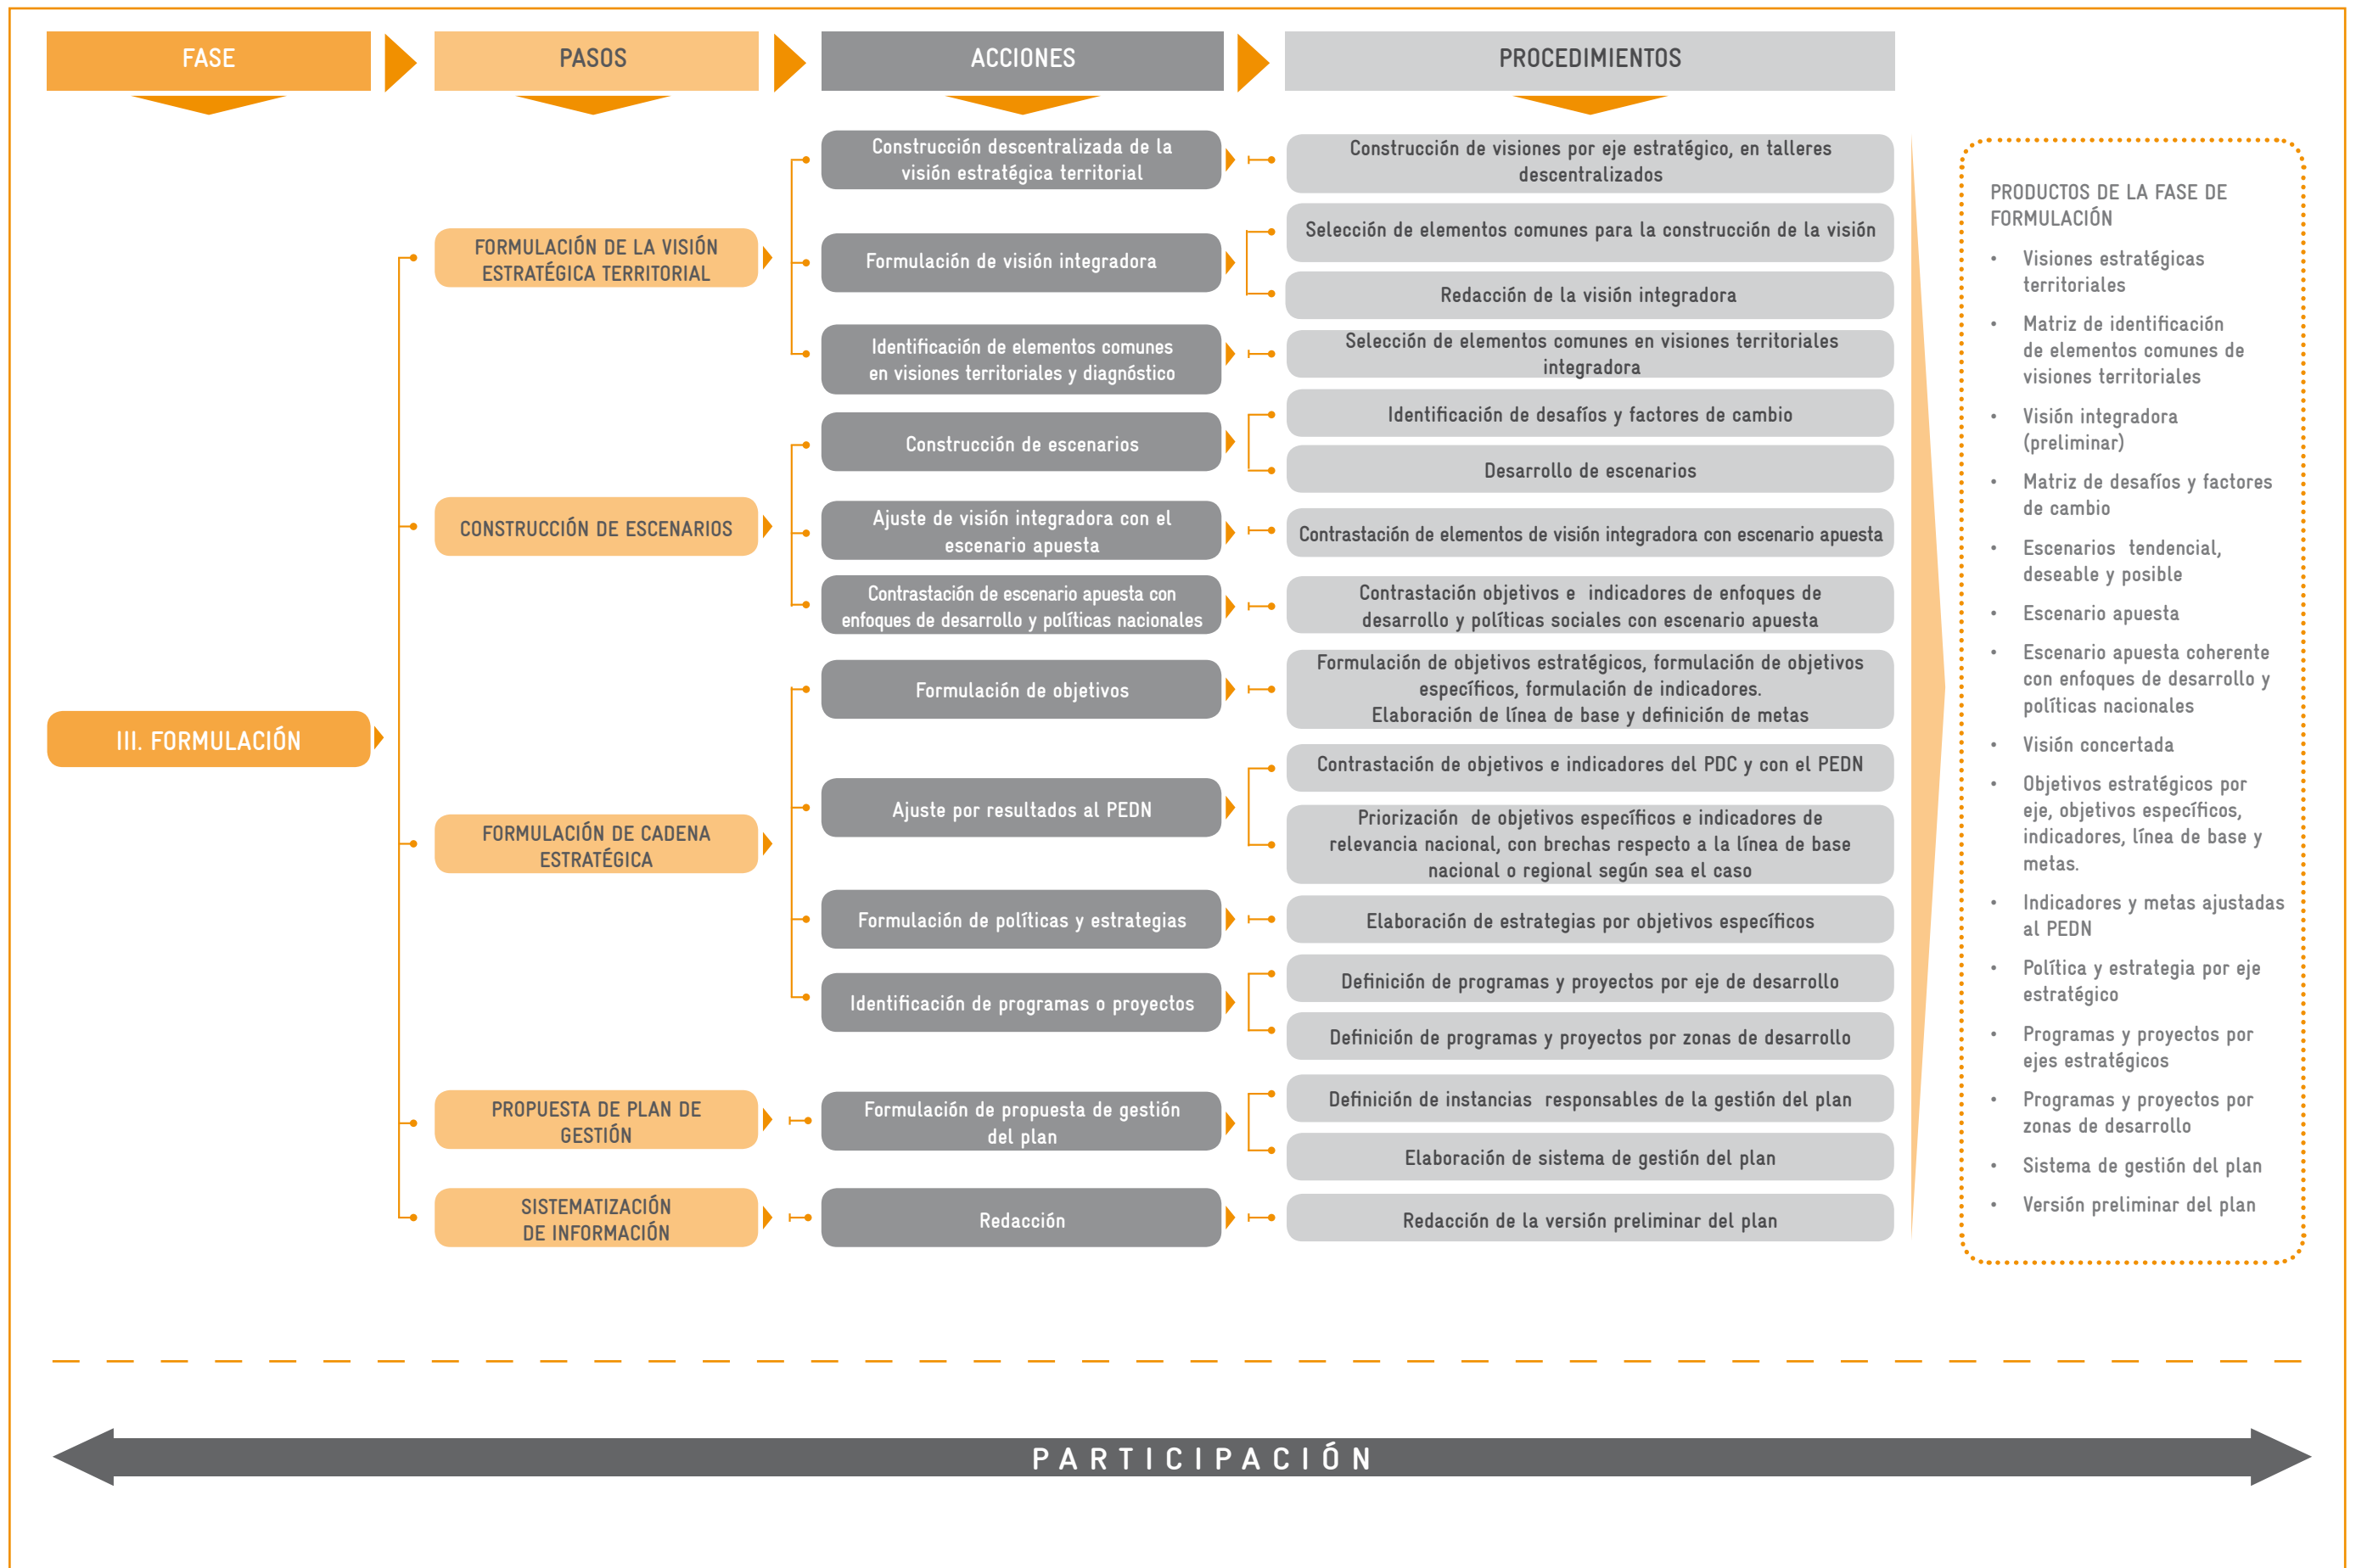 FASE
PASOS
ACCIONES
PROCEDIMIENTOS
III. FORMULACIÓN
FORMULACIÓN DE LA VISIÓN
ESTRATÉGICA TERRITORIAL
Construcción descentralizada de la
visión estratégica territorial
Construcción de visiones por eje estratégico, en talleres
descentralizados
Formulación de visión integradora
Selección de elementos comunes para la construcción de la visión
Redacción de la visión integradora
Identificación de elementos comunes
en visiones territoriales y diagnóstico
Selección de elementos comunes en visiones territoriales
integradora
CONSTRUCCIÓN DE ESCENARIOS
Construcción de escenarios
Identificación de desafíos y factores de cambio
Desarrollo de escenarios
Ajuste de visión integradora con el
escenario apuesta
Contrastación de elementos de visión integradora con escenario apuesta
Contrastación de escenario apuesta con
enfoques de desarrollo y políticas nacionales
Contrastación objetivos e indicadores de enfoques de
desarrollo y políticas sociales con escenario apuesta
FORMULACIÓN DE CADENA
ESTRATÉGICA
Formulación de objetivos
Formulación de objetivos estratégicos, formulación de objetivos
específicos, formulación de indicadores.
Elaboración de línea de base y definición de metas
Ajuste por resultados al PEDN
Contrastación de objetivos e indicadores del PDC y con el PEDN
Priorización de objetivos específicos e indicadores de
relevancia nacional, con brechas respecto a la línea de base
nacional o regional según sea el caso
Formulación de políticas y estrategias
Elaboración de estrategias por objetivos específicos
Identificación de programas o proyectos
Definición de programas y proyectos por eje de desarrollo
Definición de programas y proyectos por zonas de desarrollo
PROPUESTA DE PLAN DE
GESTIÓN
Formulación de propuesta de gestión
del plan
Definición de instancias responsables de la gestión del plan
Elaboración de sistema de gestión del plan
SISTEMATIZACIÓN
DE INFORMACIÓN
Redacción
Redacción de la versión preliminar del plan
PRODUCTOS DE LA FASE DE
FORMULACIÓN
• Visiones estratégicas
territoriales
• Matriz de identificación
de elementos comunes de
visiones territoriales
• Visión integradora
(preliminar)
• Matriz de desafíos y factores
de cambio
• Escenarios tendencial,
deseable y posible
• Escenario apuesta
• Escenario apuesta coherente
con enfoques de desarrollo y
políticas nacionales
• Visión concertada
• Objetivos estratégicos por
eje, objetivos específicos,
indicadores, línea de base y
metas.
• Indicadores y metas ajustadas
al PEDN
• Política y estrategia por eje
estratégico
• Programas y proyectos por
ejes estratégicos
• Programas y proyectos por
zonas de desarrollo
• Sistema de gestión del plan
• Versión preliminar del plan
PARTICIPACIÓN